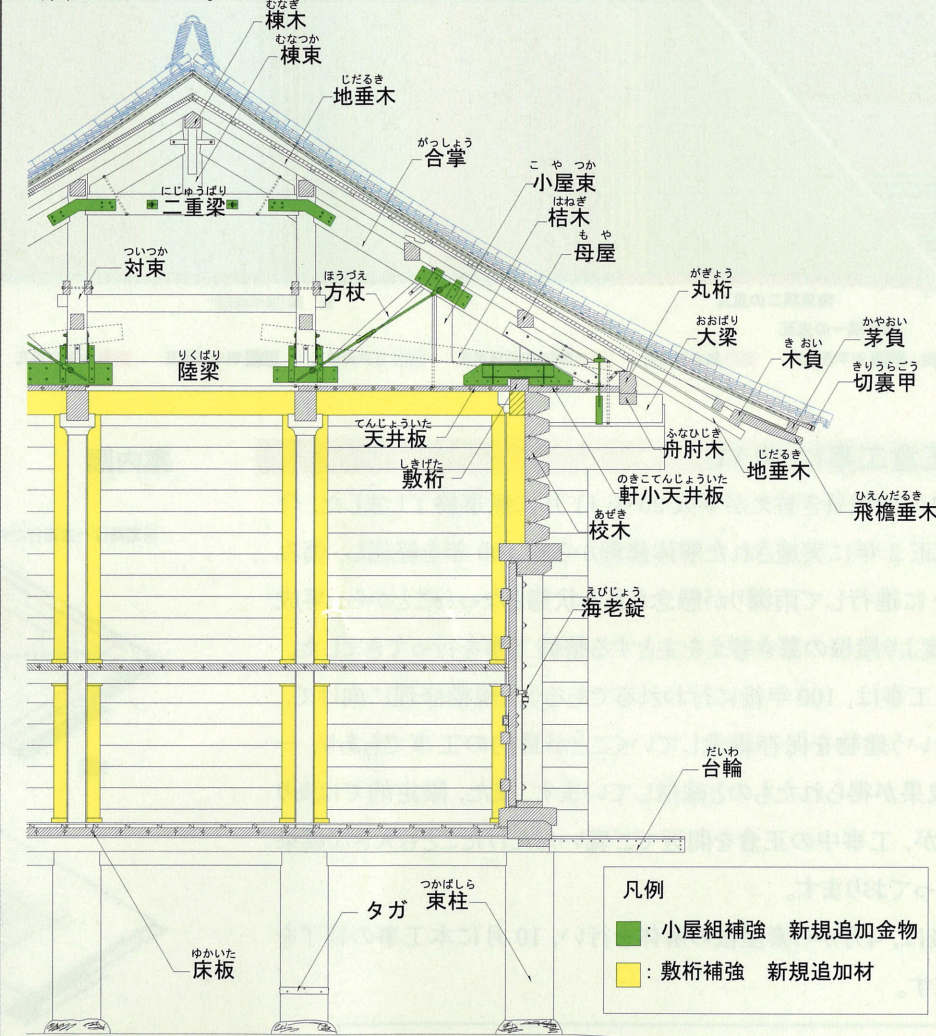 むなぎ
棟木
むなつか
棟束
じだるき
地垂木
がっしょう
合掌
こやつか
小屋束
はねぎ
桔木
もや
母屋
にじゅうばり
二重梁
ついつか
対束
ほうづえ
方杖
がぎょう
丸桁
おおばり
大梁
かやおい
茅負
きおい
木負
きりうらごう
切裏甲
りくばり
陸梁
てんじょういた
天井板
しきげた
敷桁
ふなひじき
舟肘木
じだるき
地垂木
のきこてんじょういた
軒小天井板
ひえんだるき
飛檐垂木
あぜき
校木
えびじょう
海老錠
だいわ
台輪
つかばしら
束柱
タガ
ゆかいた
床板
凡例
:小屋組補強　新規追加金物
:敷桁補強　新規追加材